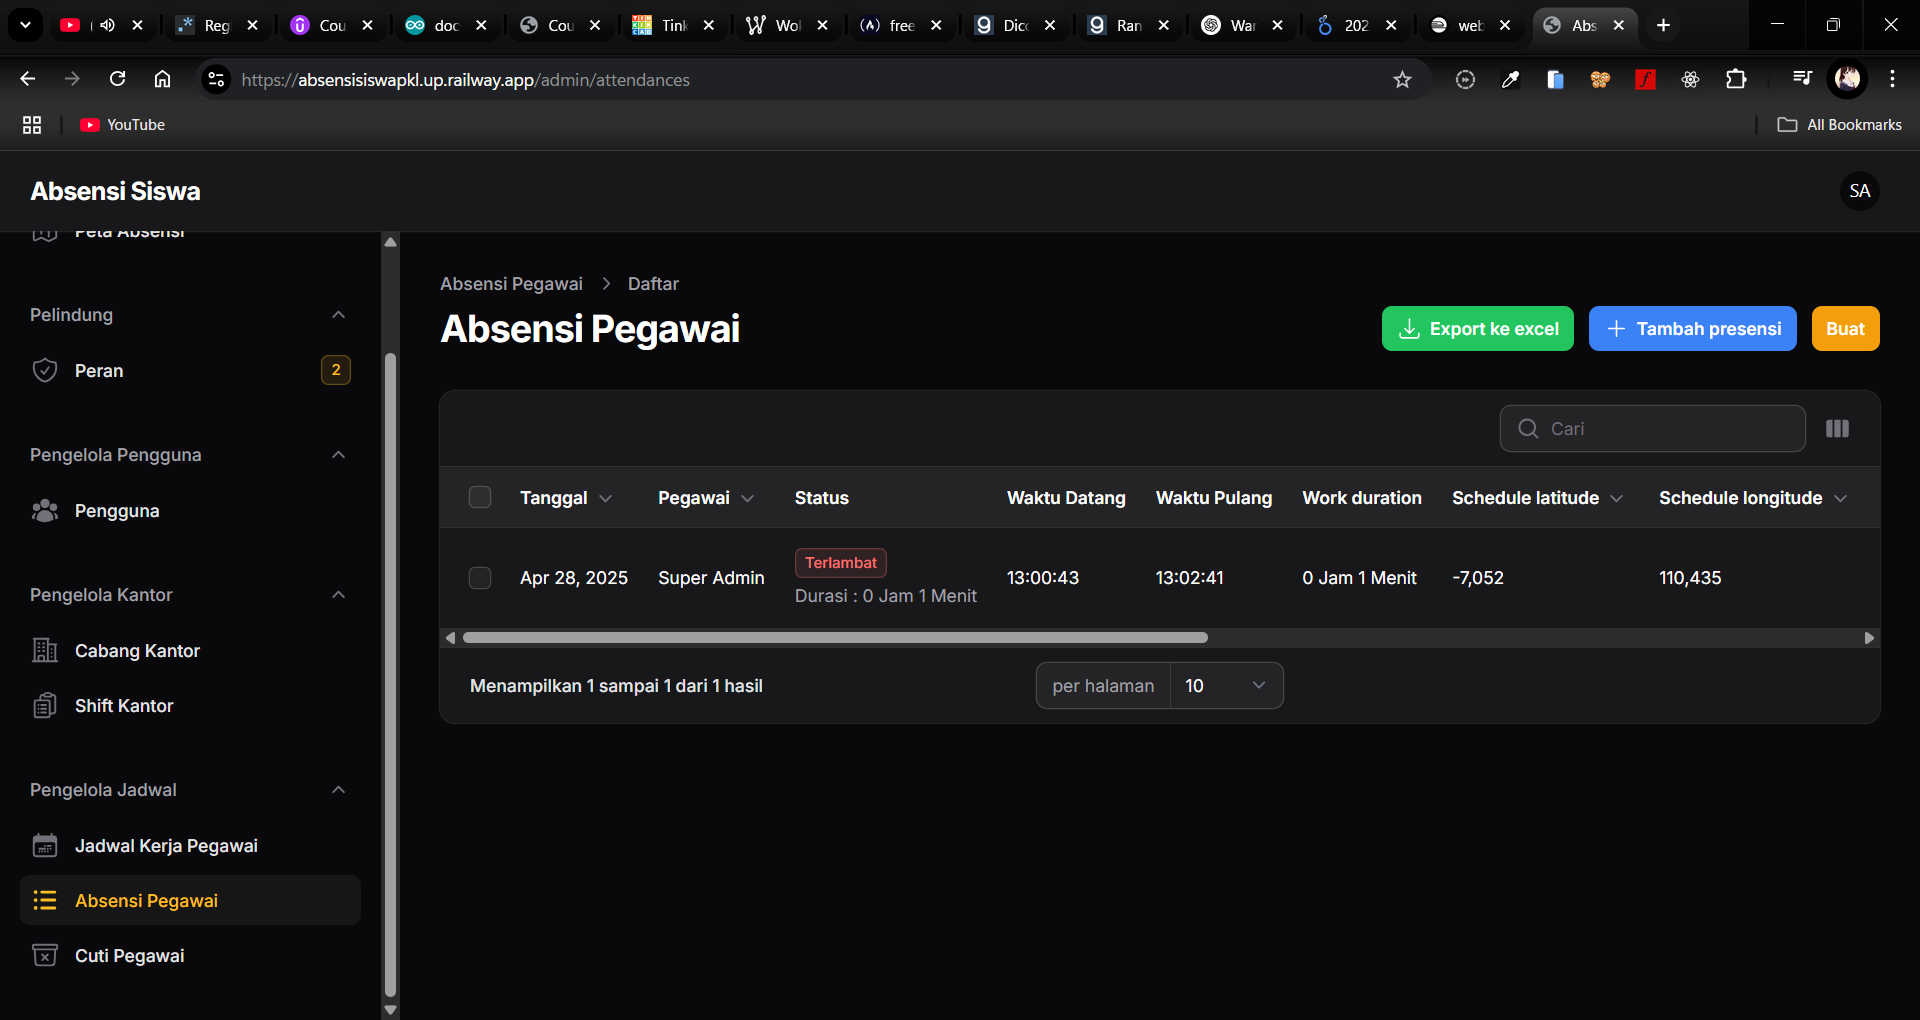 Reg
Cou
doc
Cou
Tink
Wok
free
Dicc
Ran
War
202
web
Abs
https://absensisiswapkl.up.railway.app/admin/attendances
YouTube
All Bookmarks
Absensi Siswa
SA
Peta Absensi
Pelindung
Peran
2
Pengelola Pengguna
Pengguna
Pengelola Kantor
Cabang Kantor
Shift Kantor
Pengelola Jadwal
Jadwal Kerja Pegawai
Absensi Pegawai
Cuti Pegawai
Absensi Pegawai > Daftar
Absensi Pegawai
Export ke excel
Tambah presensi
Buat
Cari
Tanggal Pegawai Status Waktu Datang Waktu Pulang Work duration Schedule latitude Schedule longitude
Apr 28, 2025 Super Admin Terlambat 13:00:43 13:02:41 0 Jam 1 Menit -7,052 110,435
Durasi : 0 Jam 1 Menit
Menampilkan 1 sampai 1 dari 1 hasil
per halaman 10